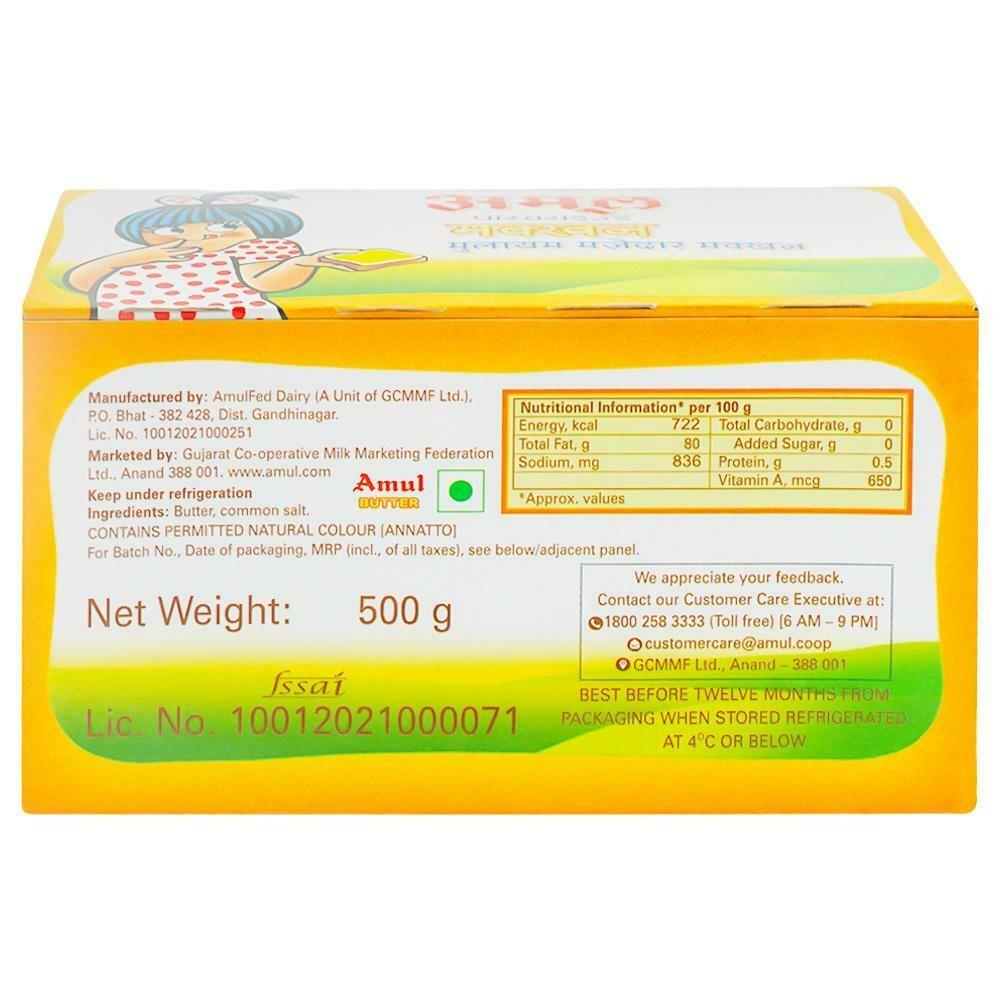 अमूल
पास्चराइज़्ड
मक्खन
मुलायम मज़ेदार मक्खन
Manufactured by: AmulFed Dairy (A Unit of GCMMF Ltd.),
P.O. Bhat - 382 428, Dist. Gandhinagar.
Lic. No. 10012021000251
Marketed by: Gujarat Co-operative Milk Marketing Federation
Ltd., Anand 388 001. www.amul.com
Keep under refrigeration
Ingredients: Butter, common salt.
Amul
BUTTER
CONTAINS PERMITTED NATURAL COLOUR [ANNATTO]
For Batch No., Date of packaging, MRP (incl., of all taxes), see below/adjacent panel.
Nutritional Information* per 100 g
Energy, kcal 722 Total Carbohydrate, g 0
Total Fat, g 80 Added Sugar, g 0
Sodium, mg 836 Protein, g 0.5
Vitamin A, mcg 650
*Approx. values
Net Weight: 500 g
We appreciate your feedback.
Contact our Customer Care Executive at:
1800 258 3333 (Toll free) [6 AM – 9 PM]
customercare@amul.coop
GCMMF Ltd., Anand – 388 001
fssai
Lic. No. 10012021000071
BEST BEFORE TWELVE MONTHS FROM
PACKAGING WHEN STORED REFRIGERATED
AT 4°C OR BELOW